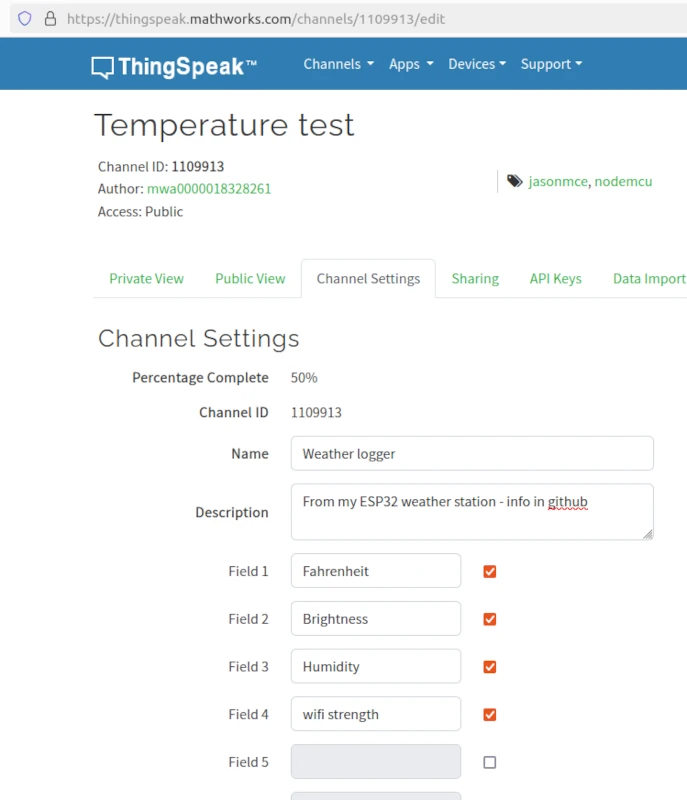 https://thingspeak.mathworks.com/channels/1109913/edit
ThingSpeak™ Channels Apps Devices Support
Temperature test
Channel ID: 1109913
Author: mwa0000018328261
Access: Public
jasonmce, nodemcu
Private View Public View Channel Settings Sharing API Keys Data Import
Channel Settings
Percentage Complete 50%
Channel ID 1109913
Name Weather logger
Description From my ESP32 weather station - info in github
Field 1 Fahrenheit
Field 2 Brightness
Field 3 Humidity
Field 4 wifi strength
Field 5